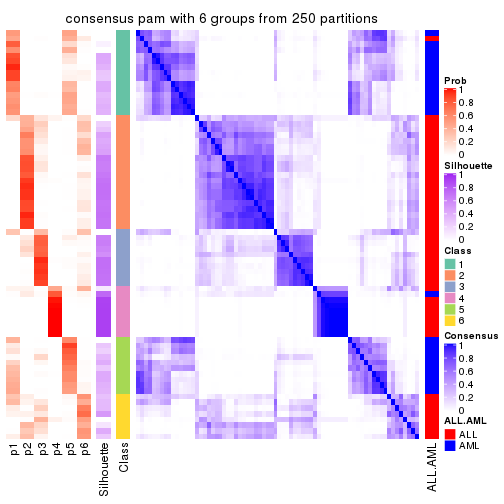 consensus pam with 6 groups from 250 partitions
Prob
1
0.8
0.6
0.4
0.2
0
Silhouette
1
0.8
0.6
0.4
0.2
0
Class
1
2
3
4
5
6
Consensus
1
0.8
0.6
0.4
0.2
0
ALL.AML
ALL
AML
p1
p2
p3
p4
p5
p6
Silhouette
Class
ALL.AML